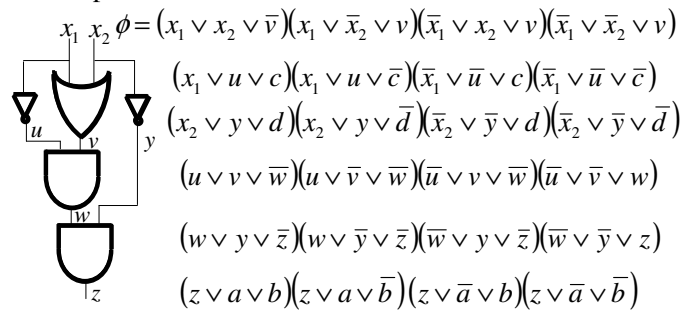 x₁ x₂ ϕ = (x₁ ∨ x₂ ∨ v̅)(x₁ ∨ x̅₂ ∨ v)(x̅₁ ∨ x₂ ∨ v)(x̅₁ ∨ x̅₂ ∨ v)
(x₁ ∨ u ∨ c)(x₁ ∨ u ∨ c̅)(x̅₁ ∨ u̅ ∨ c)(x̅₁ ∨ u̅ ∨ c̅)
u v y (x₂ ∨ y ∨ d)(x₂ ∨ y ∨ d̅)(x̅₂ ∨ y̅ ∨ d)(x̅₂ ∨ y̅ ∨ d̅)
(u ∨ v ∨ w̅)(u ∨ v̅ ∨ w̅)(u̅ ∨ v ∨ w̅)(u̅ ∨ v̅ ∨ w)
w
(w ∨ y ∨ z̅)(w ∨ y̅ ∨ z̅)(w̅ ∨ y ∨ z̅)(w̅ ∨ y̅ ∨ z)
z (z ∨ a ∨ b)(z ∨ a ∨ b̅)(z ∨ a̅ ∨ b)(z ∨ a̅ ∨ b̅)